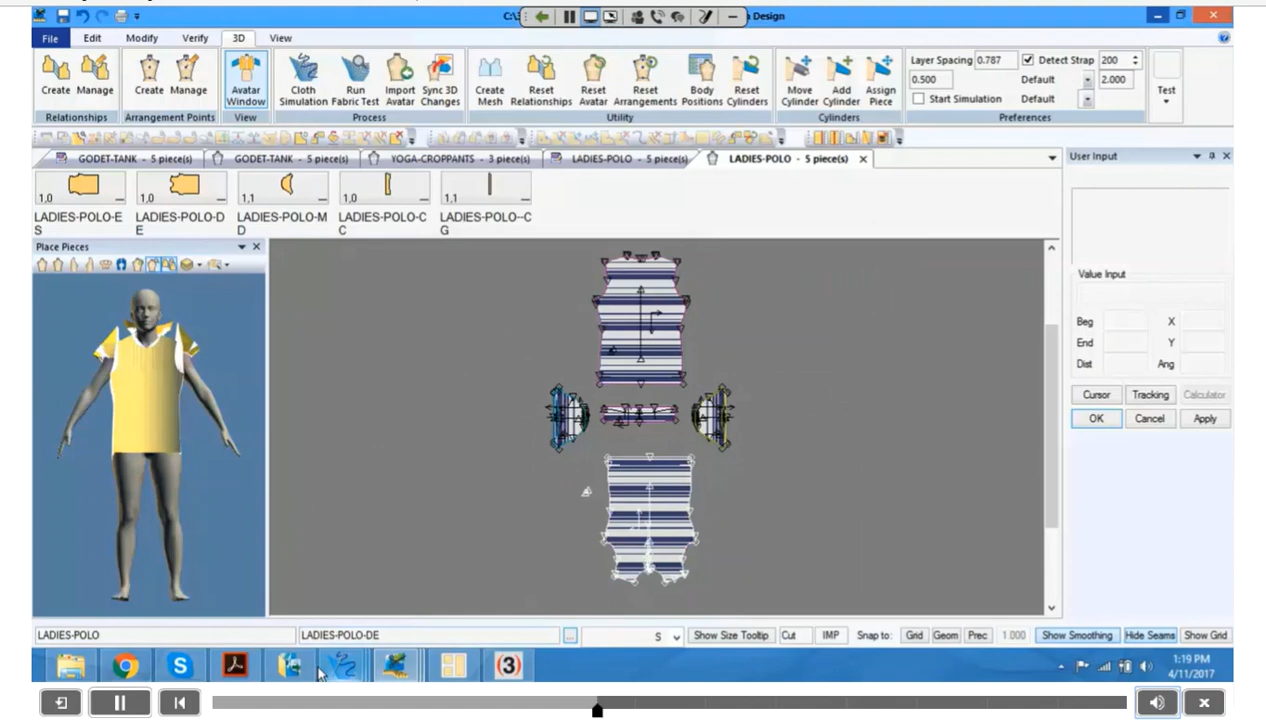 C:\
Design
File Edit Modify Verify 3D View
Create Manage
Relationships
Create Manage
Arrangement Points
Avatar Window
View
Cloth Simulation
Run Fabric Test
Import Avatar
Sync 3D Changes
Process
Create Mesh
Reset Relationships
Reset Avatar
Reset Arrangements
Body Positions
Reset Cylinders
Utility
Move Cylinder
Add Cylinder
Assign Piece
Cylinders
Layer Spacing 0.787 Detect Strap 200
0.500 Default 2.000
Start Simulation Default
Preferences
Test
GODET-TANK - 5 piece(s) GODET-TANK - 5 piece(s) YOGA-CROPPANTS - 3 piece(s) LADIES-POLO - 5 piece(s) LADIES-POLO - 5 piece(s)
User Input
1,0 1,0 1,1 1,0 1,1
LADIES-POLO-E LADIES-POLO-D LADIES-POLO-M LADIES-POLO-C LADIES-POLO--C
S E D C G
Place Pieces
Value Input
Beg X
End Y
Dist Ang
Cursor Tracking Calculator
OK Cancel Apply
LADIES-POLO LADIES-POLO-DE ... S Show Size Tooltip Cut IMP Snap to: Grid Geom Prec 1.000 Show Smoothing Hide Seams Show Grid
(3)
1:19 PM
4/11/2017